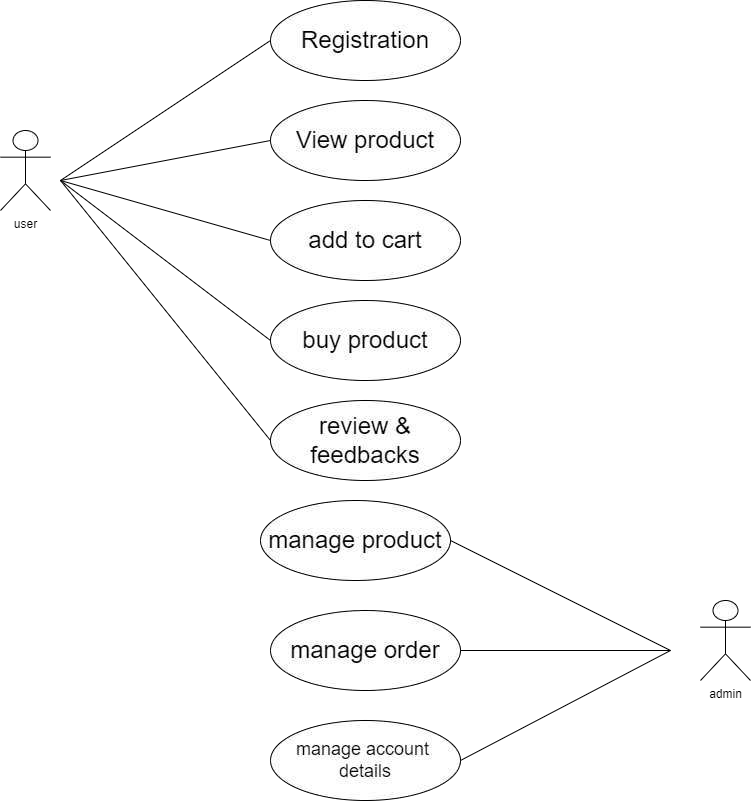 Registration
View product
user
add to cart
buy product
review &
feedbacks
manage product
manage order
admin
manage account
details